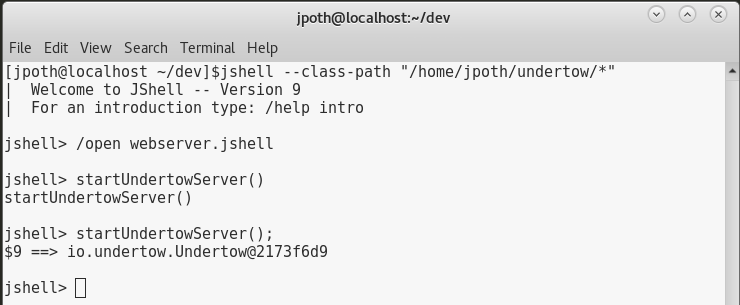 jpoth@localhost:~/dev
File Edit View Search Terminal Help
[jpoth@localhost ~/dev]$jshell --class-path "/home/jpoth/undertow/*"
|  Welcome to JShell -- Version 9
|  For an introduction type: /help intro
jshell> /open webserver.jshell
jshell> startUndertowServer()
startUndertowServer()
jshell> startUndertowServer();
$9 ==> io.undertow.Undertow@2173f6d9
jshell>